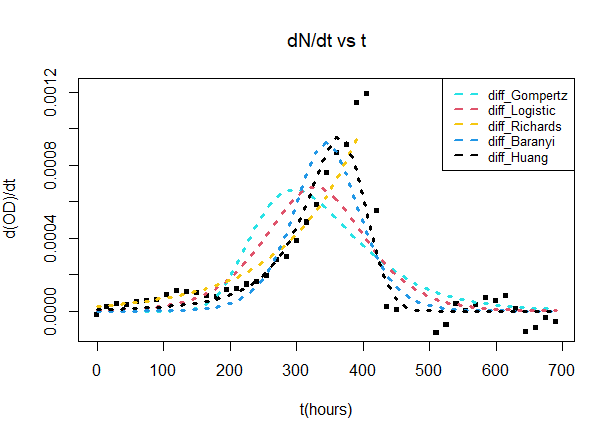 dN/dt vs t
diff_Gompertz
diff_Logistic
diff_Richards
diff_Baranyi
diff_Huang
d(OD)/dt
0.0012
0.0008
0.0004
0.0000
0 100 200 300 400 500 600 700
t(hours)